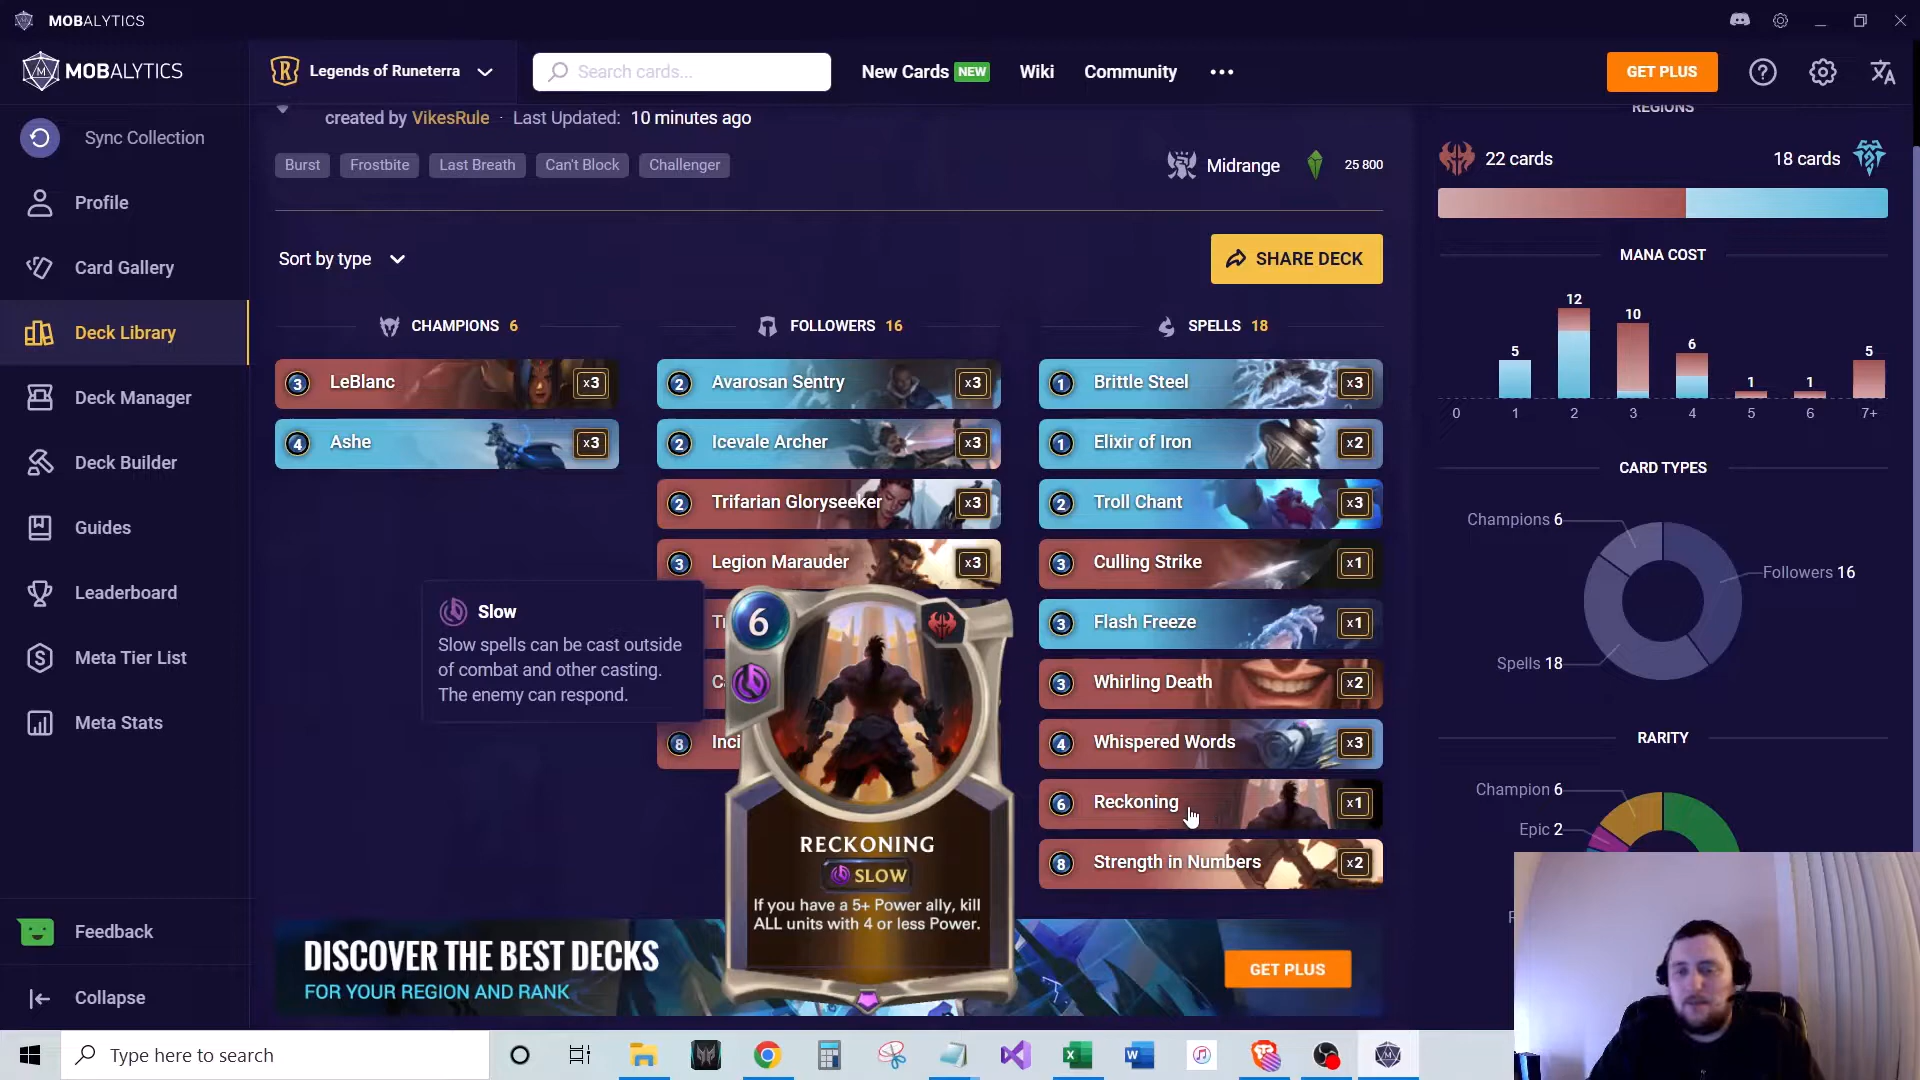 MOBALYTICS
MOBALYTICS
Legends of Runeterra
Search cards...
New Cards NEW
Wiki
Community
GET PLUS
Sync Collection
Profile
Card Gallery
Deck Library
Deck Manager
Deck Builder
Guides
Leaderboard
Meta Tier List
Meta Stats
Feedback
Collapse
created by VikesRule · Last Updated: 10 minutes ago
Burst
Frostbite
Last Breath
Can't Block
Challenger
Midrange
25 800
Sort by type
SHARE DECK
CHAMPIONS 6
3 LeBlanc x3
4 Ashe x3
FOLLOWERS 16
2 Avarosan Sentry x3
2 Icevale Archer x3
2 Trifarian Gloryseeker x3
3 Legion Marauder x3
8 Inci
SPELLS 18
1 Brittle Steel x3
1 Elixir of Iron x2
2 Troll Chant x3
3 Culling Strike x1
3 Flash Freeze x1
3 Whirling Death x2
4 Whispered Words x3
6 Reckoning x1
8 Strength in Numbers x2
Slow
Slow spells can be cast outside
of combat and other casting.
The enemy can respond.
6
RECKONING
SLOW
If you have a 5+ Power ally, kill
ALL units with 4 or less Power.
DISCOVER THE BEST DECKS
FOR YOUR REGION AND RANK
GET PLUS
REGIONS
22 cards
18 cards
MANA COST
5 12 10 6 1 1 5
0 1 2 3 4 5 6 7+
CARD TYPES
Champions 6
Followers 16
Spells 18
RARITY
Champion 6
Epic 2
Type here to search